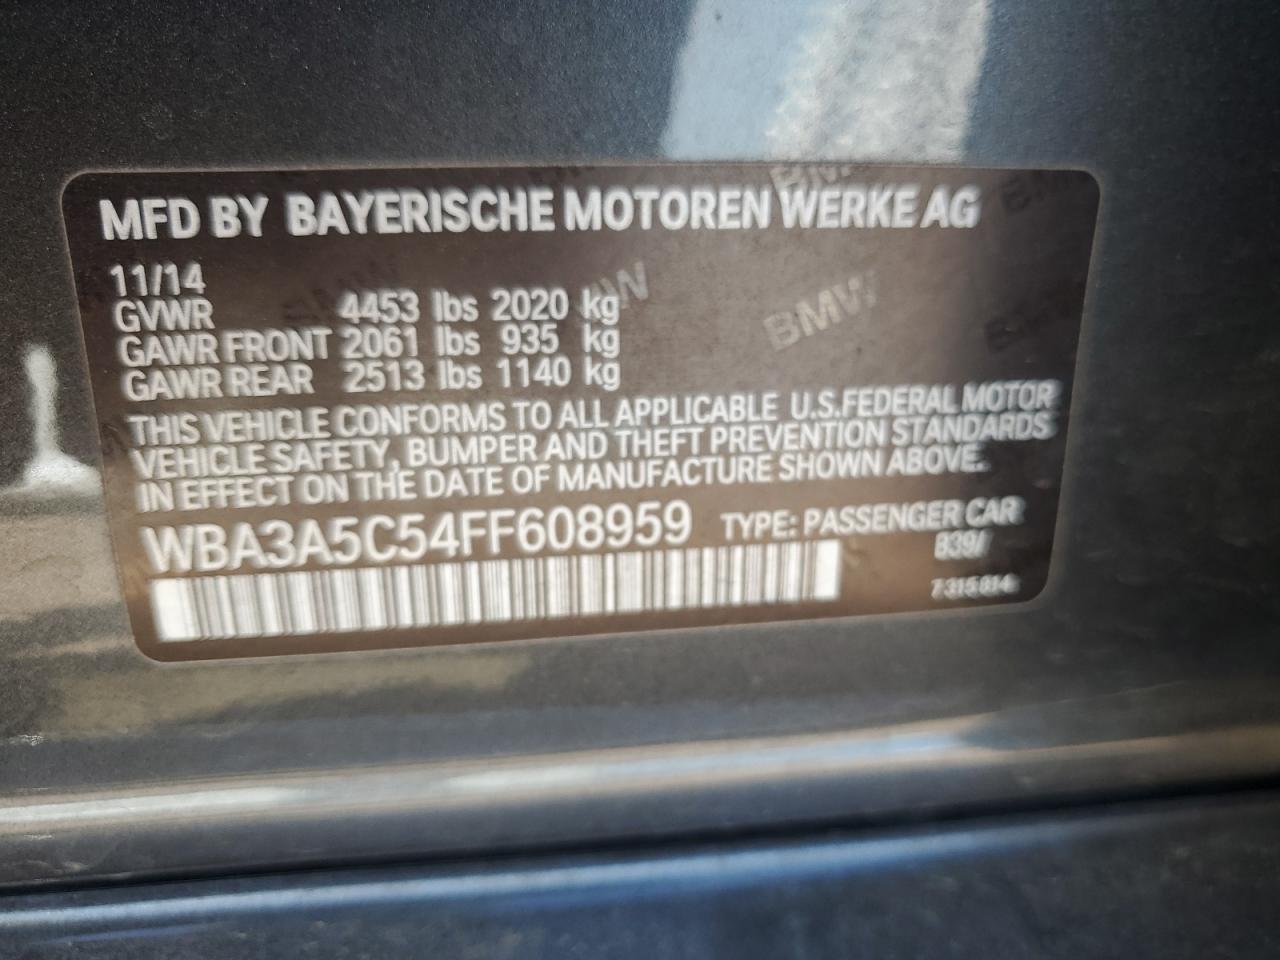 MFD BY BAYERISCHE MOTOREN WERKE AG
11/14
GVWR 4453 lbs 2020 kg
GAWR FRONT 2061 lbs 935 kg
GAWR REAR 2513 lbs 1140 kg
THIS VEHICLE CONFORMS TO ALL APPLICABLE U.S.FEDERAL MOTOR
VEHICLE SAFETY, BUMPER AND THEFT PREVENTION STANDARDS
IN EFFECT ON THE DATE OF MANUFACTURE SHOWN ABOVE.
WBA3A5C54FF608959 TYPE: PASSENGER CAR
B39/
7315814
BMW
BMW